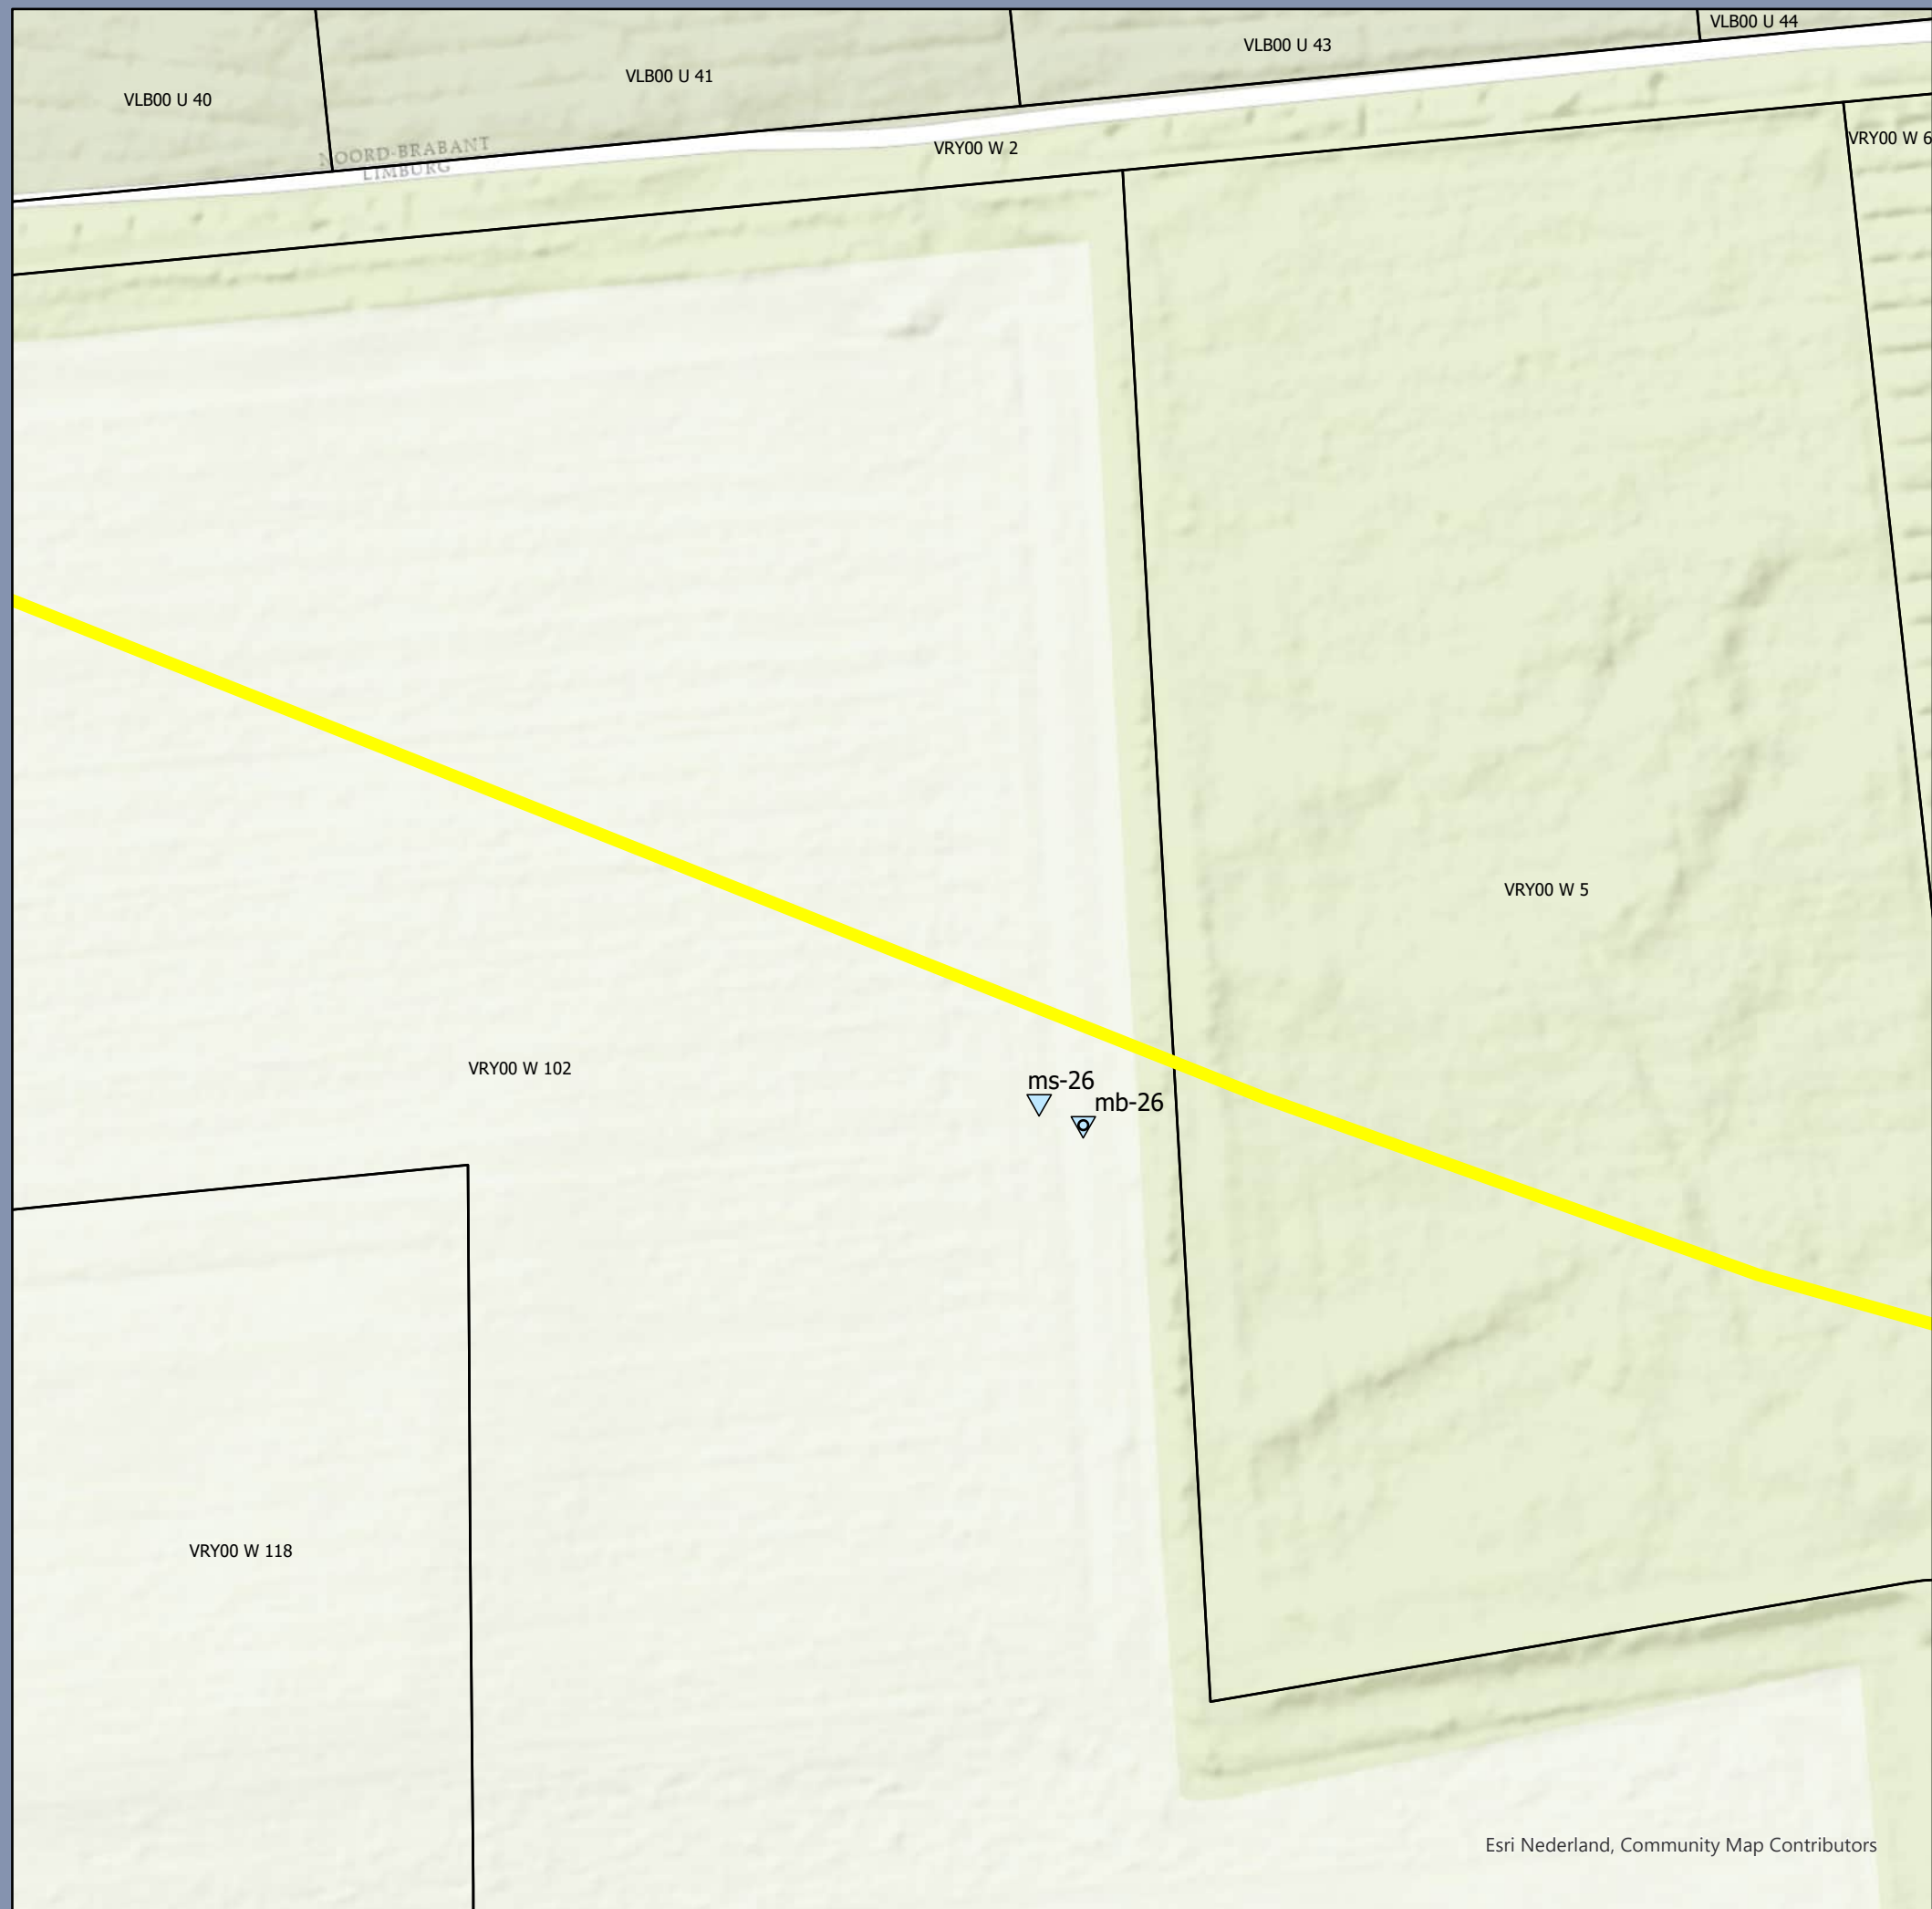 VLB00 U 44
VLB00 U 43
VLB00 U 41
VLB00 U 40
NOORD-BRABANT
LIMBURG
VRY00 W 2
VRY00 W 6
VRY00 W 5
VRY00 W 102
ms-26
mb-26
VRY00 W 118
Esri Nederland, Community Map Contributors